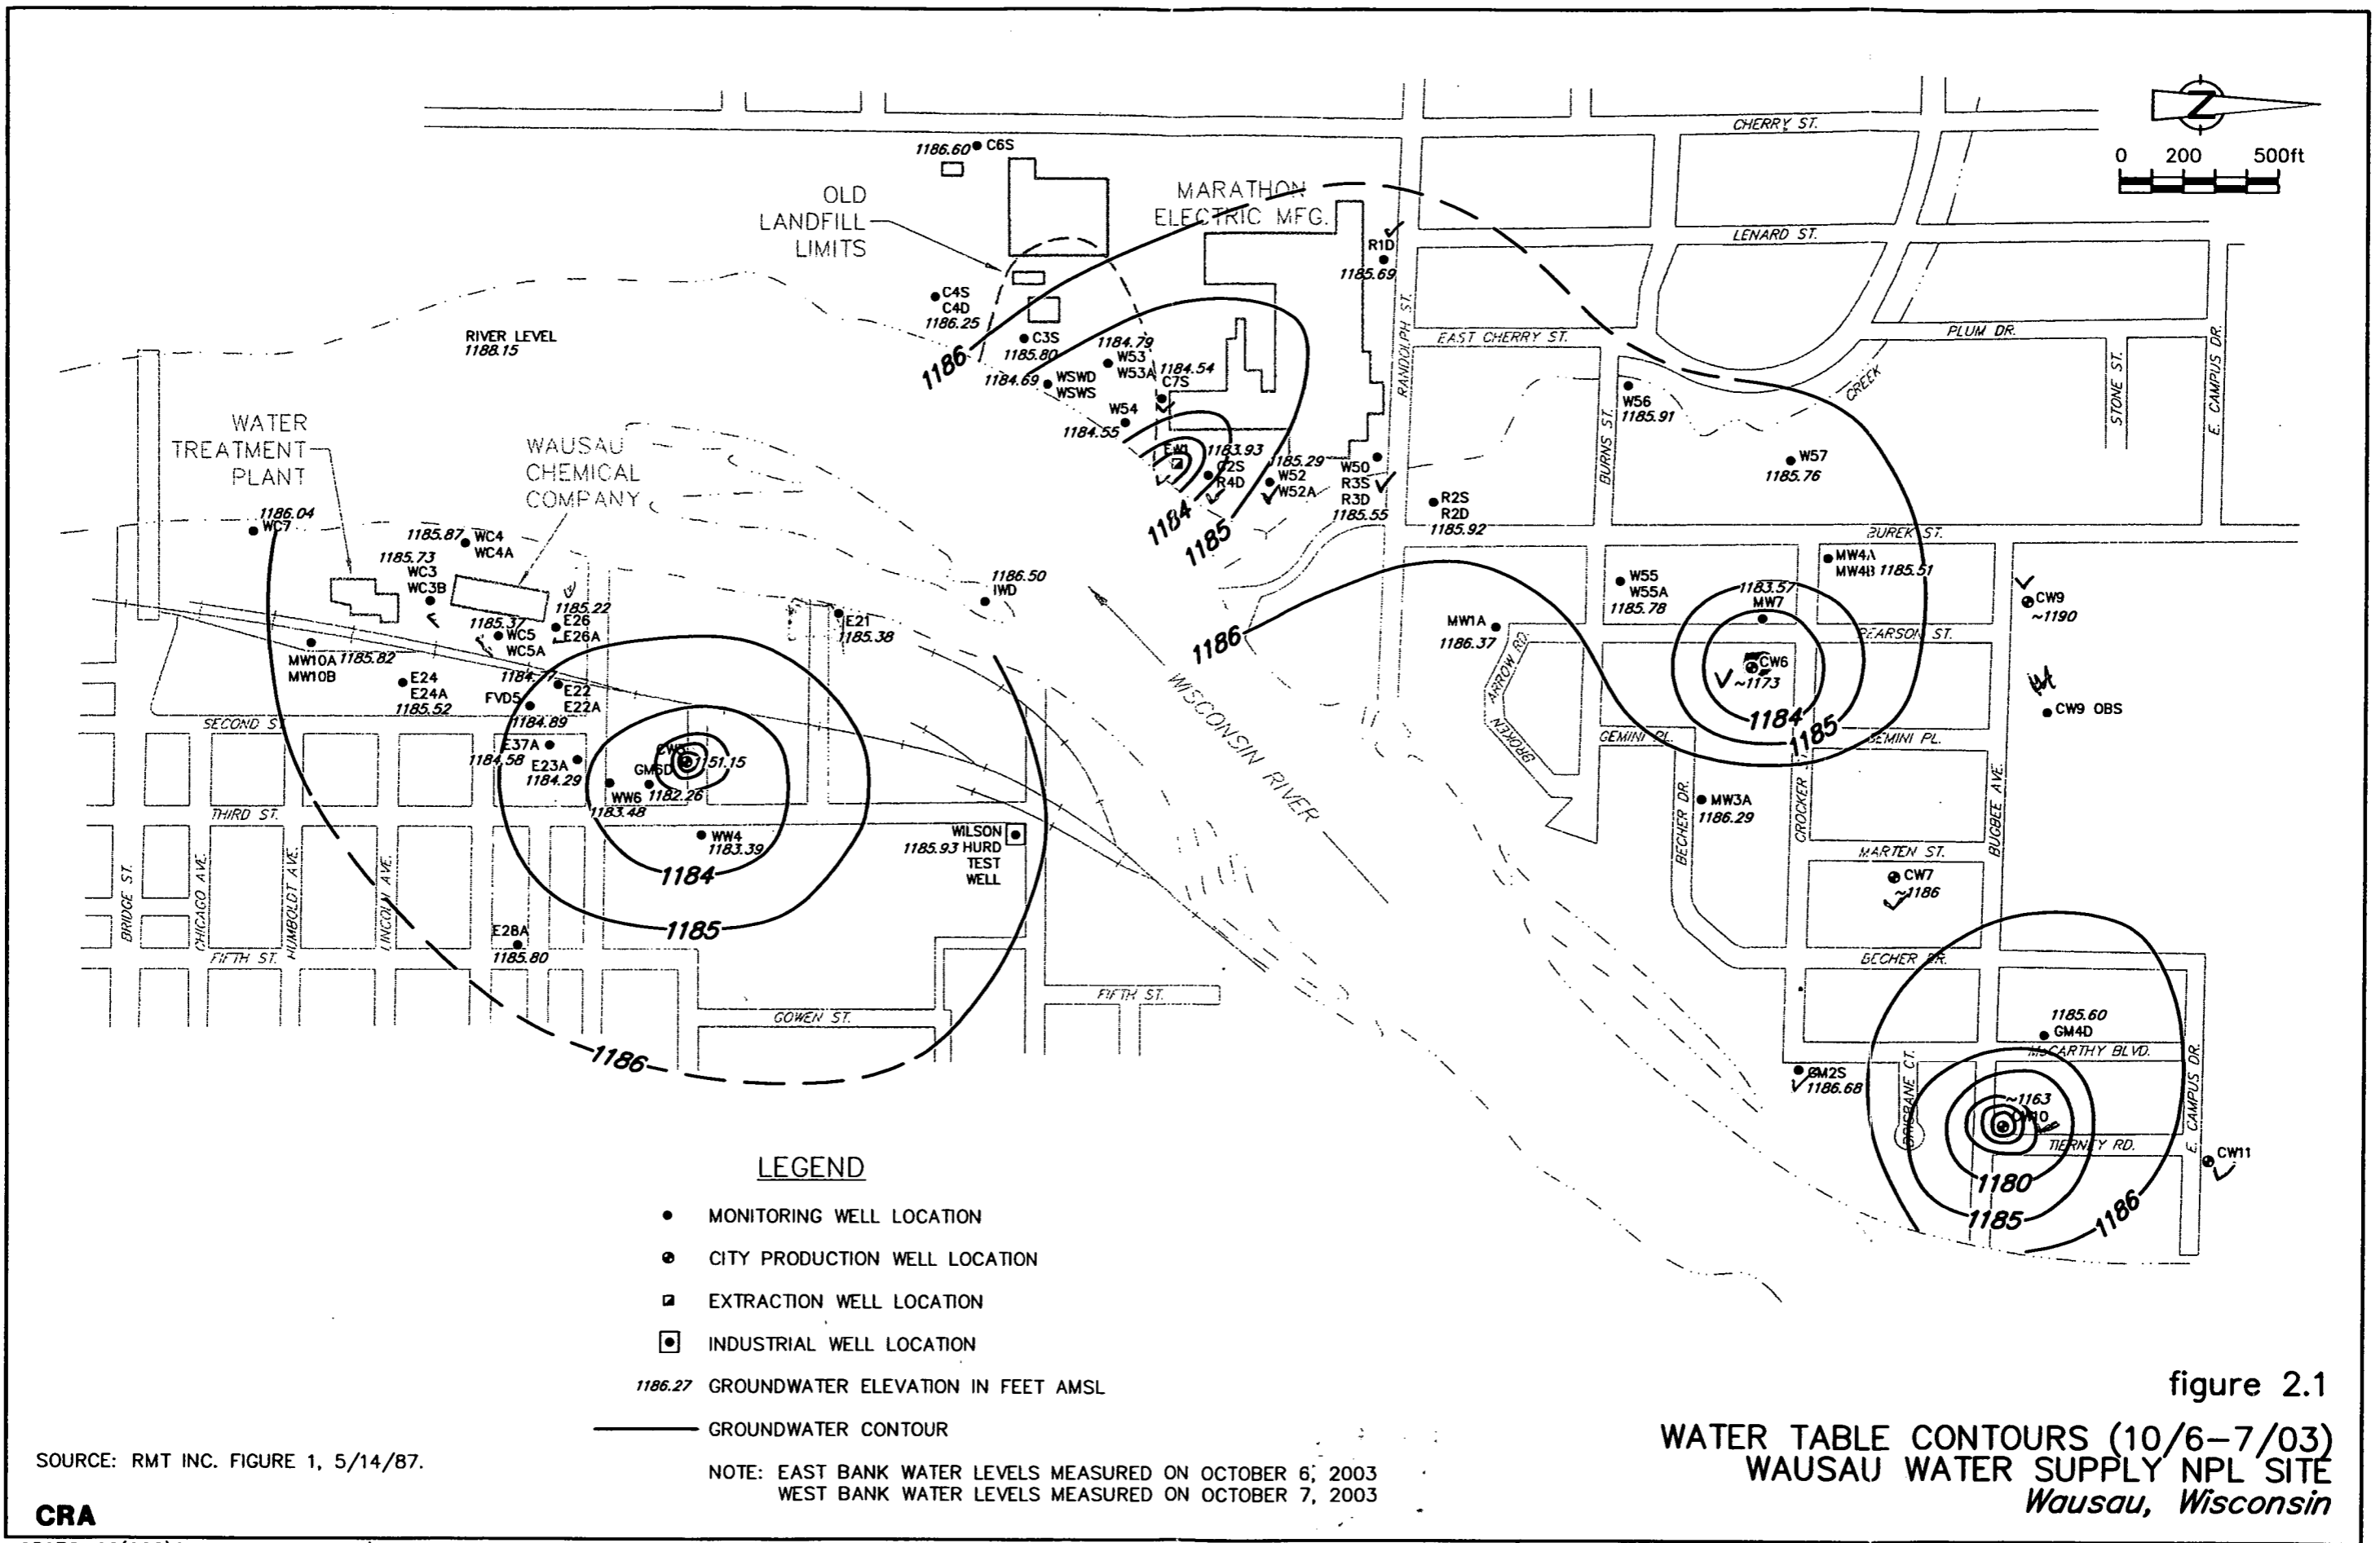 CHERRY ST.
Z
0 200 500ft
1186.60 C6S
OLD
LANDFILL
LIMITS
MARATHON
ELECTRIC MFG.
LENARD ST.
R1D
1185.69
C4S
C4D
1186.25
RIVER LEVEL
1188.15
C3S
1185.80
1184.79
W53
W53A
1184.54
C7S
1184.69 WSWD
WSWS
1186
W54
1184.55
RANDOLPH ST.
EAST CHERRY ST.
PLUM DR.
STONE ST.
E. CAMPUS DR.
CREEK
W56
1185.91
BURNS ST.
W57
1185.76
WATER
TREATMENT
PLANT
WAUSAU
CHEMICAL
COMPANY
EW1
1183.93
C2S
R4D
1185.29
W52
W52A
W50
R3S
R3D
1185.55
R2S
R2D
1185.92
1184
1185
BUREK ST.
1186.04
WC7
1185.87 WC4
WC4A
1185.73
WC3
WC3B
1186.50
IWD
MW4A
MW4B 1185.51
W55
W55A
1185.78
1183.57
MW7
CW9
~1190
1185.22
E26
E26A
1185.37
WC5
WC5A
E21
1185.38
1186
MW1A
1186.37
PEARSON ST.
MW10A 1185.82
MW10B
CW6
~1173
ARROW RD.
BROKEN
E24
E24A
1185.52
FVD5
1184.89
E22
E22A
CW9 OBS
1184
1185
SECOND ST.
GEMINI PL.
GEMINI PL.
WISCONSIN RIVER
E37A
1184.58
E23A
1184.29
CW3
1151.15
GM6D
1182.26
WW6
1183.48
THIRD ST.
WW4
1183.39
WILSON
1185.93 HURD
TEST
WELL
MW3A
1186.29
BECHER DR.
CROCKER
BUGBEE AVE.
MARTEN ST.
CW7
~1186
1184
1185
BRIDGE ST.
CHICAGO AVE.
HUMBOLDT AVE.
LINCOLN AVE.
E28A
1185.80
FIFTH ST.
BECHER DR.
FIFTH ST.
GOWEN ST.
1186
1185.60
GM4D
McCARTHY BLVD.
GM2S
1186.68
BRISBANE CT.
E. CAMPUS DR.
~1163
CW10
TIERNEY RD.
CW11
1180
1185
1186
LEGEND
MONITORING WELL LOCATION
CITY PRODUCTION WELL LOCATION
EXTRACTION WELL LOCATION
INDUSTRIAL WELL LOCATION
1186.27 GROUNDWATER ELEVATION IN FEET AMSL
GROUNDWATER CONTOUR
NOTE: EAST BANK WATER LEVELS MEASURED ON OCTOBER 6, 2003
WEST BANK WATER LEVELS MEASURED ON OCTOBER 7, 2003
SOURCE: RMT INC. FIGURE 1, 5/14/87.
CRA
figure 2.1
WATER TABLE CONTOURS (10/6-7/03)
WAUSAU WATER SUPPLY NPL SITE
Wausau, Wisconsin